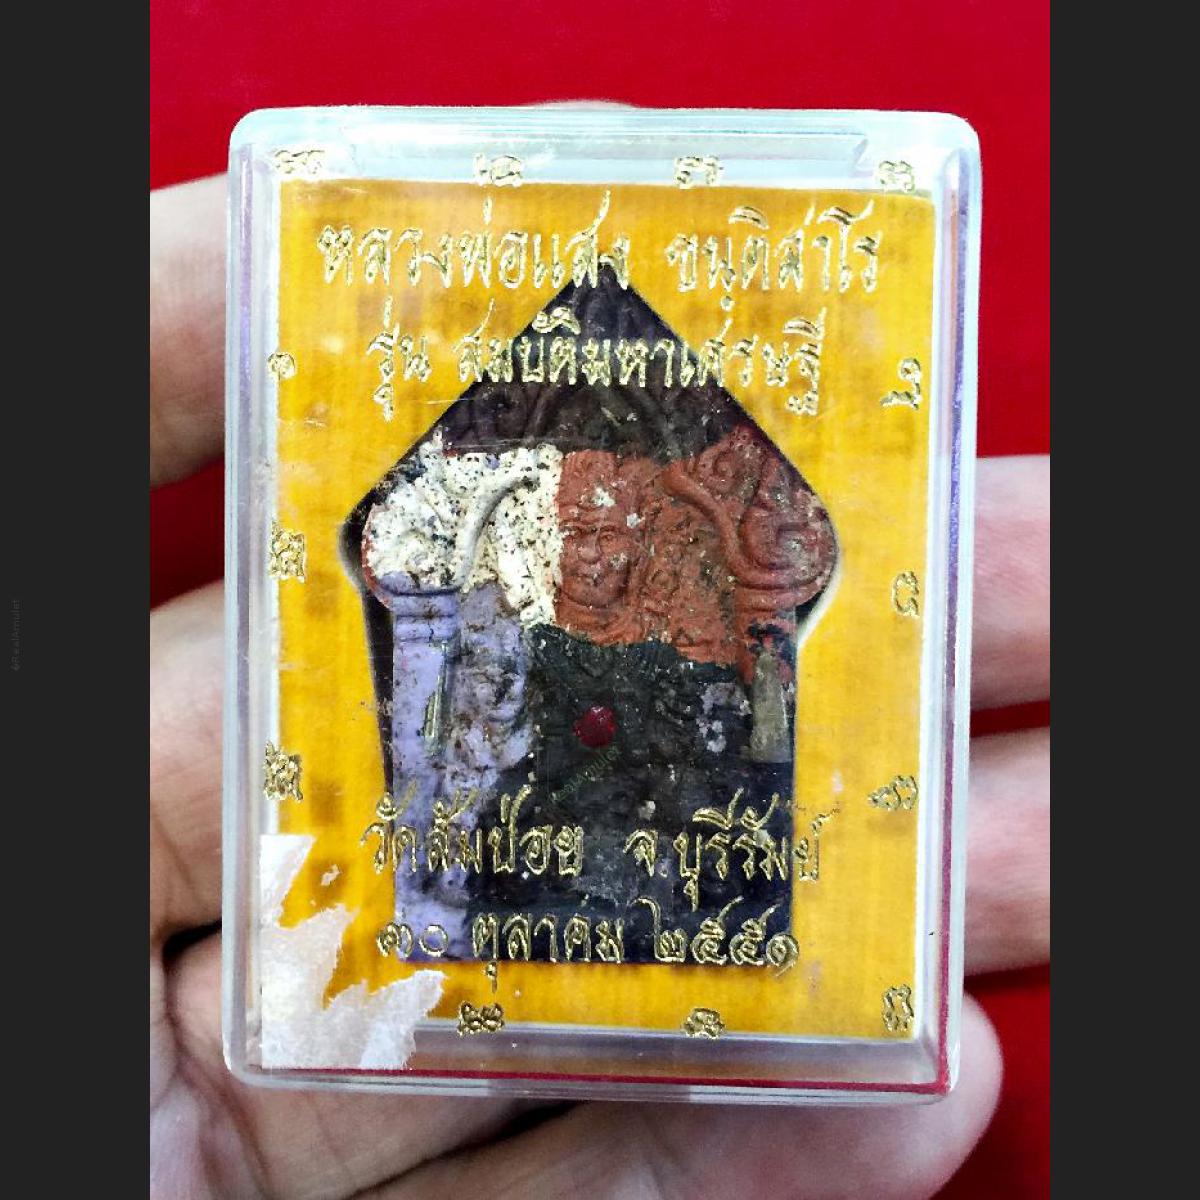 หลวงพ่อแสง ขนฺติสาโร
รุ่น สมบัติมหาเศรษฐี
วัดส้มป่อย จ.บุรีรัมย์
๓๐ ตุลาคม ๒๕๕๑
©RealAmulet